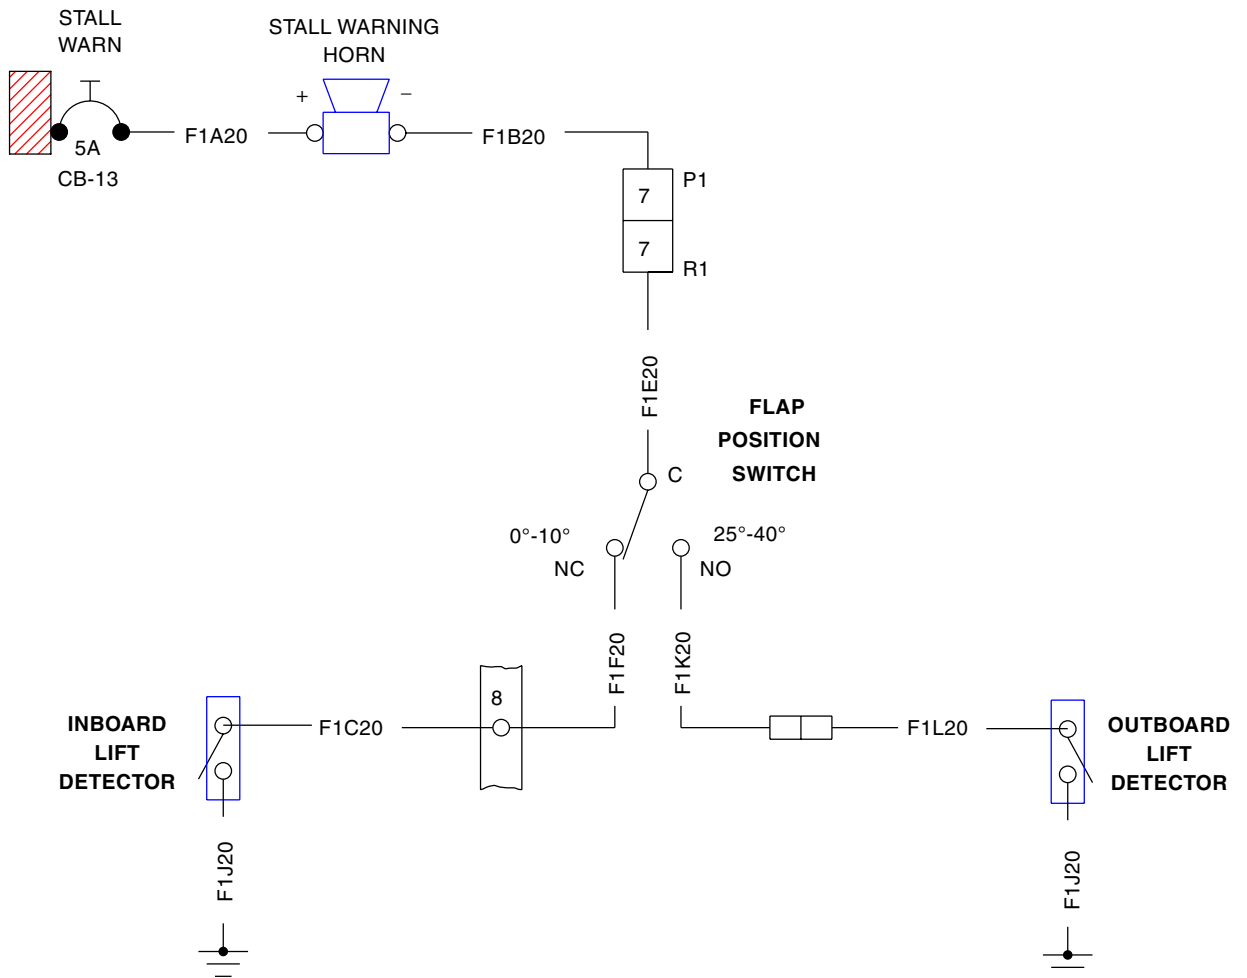 STALL
WARN
STALL WARNING
HORN
+
−
5A
CB-13
F1A20
F1B20
7
P1
7
R1
F1E20
FLAP
POSITION
SWITCH
C
0°-10°
NC
25°-40°
NO
F1F20
F1K20
INBOARD
LIFT
DETECTOR
F1C20
8
F1L20
OUTBOARD
LIFT
DETECTOR
F1J20
F1J20